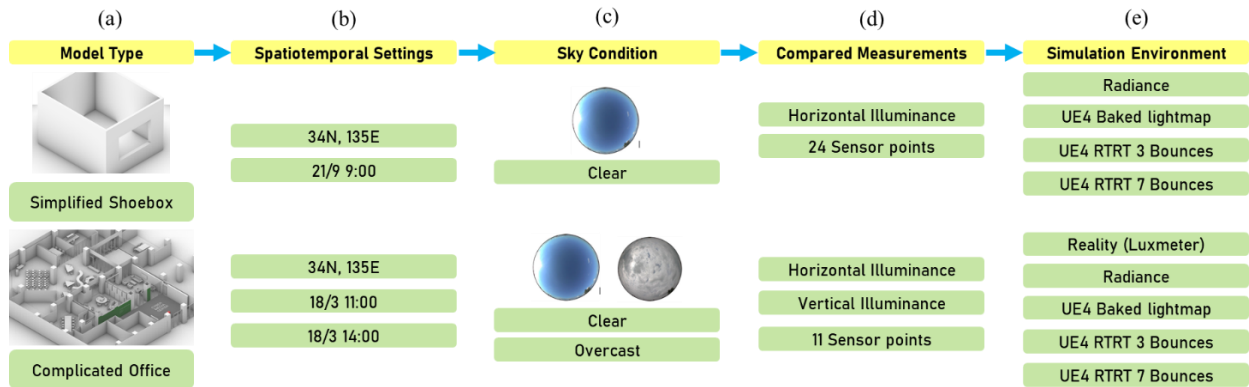 (a)
(b)
(c)
(d)
(e)
Model Type
Spatiotemporal Settings
Sky Condition
Compared Measurements
Simulation Environment
Simplified Shoebox
34N, 135E
21/9 9:00
Clear
Horizontal Illuminance
24 Sensor points
Radiance
UE4 Baked lightmap
UE4 RTRT 3 Bounces
UE4 RTRT 7 Bounces
Complicated Office
34N, 135E
18/3 11:00
18/3 14:00
Clear
Overcast
Horizontal Illuminance
Vertical Illuminance
11 Sensor points
Reality (Luxmeter)
Radiance
UE4 Baked lightmap
UE4 RTRT 3 Bounces
UE4 RTRT 7 Bounces